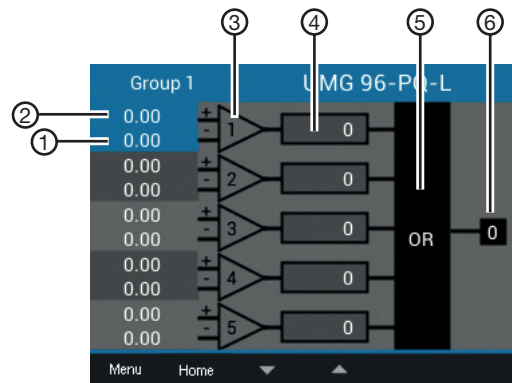 ③ ④ ⑤ ⑥
Group 1 UMG 96-PQ-L
② 0.00 + 1 0
① 0.00 -
0.00 + 2 0
0.00 -
0.00 + 3 0 OR 0
0.00 -
0.00 + 4 0
0.00 -
0.00 + 5 0
0.00 -
Menu Home